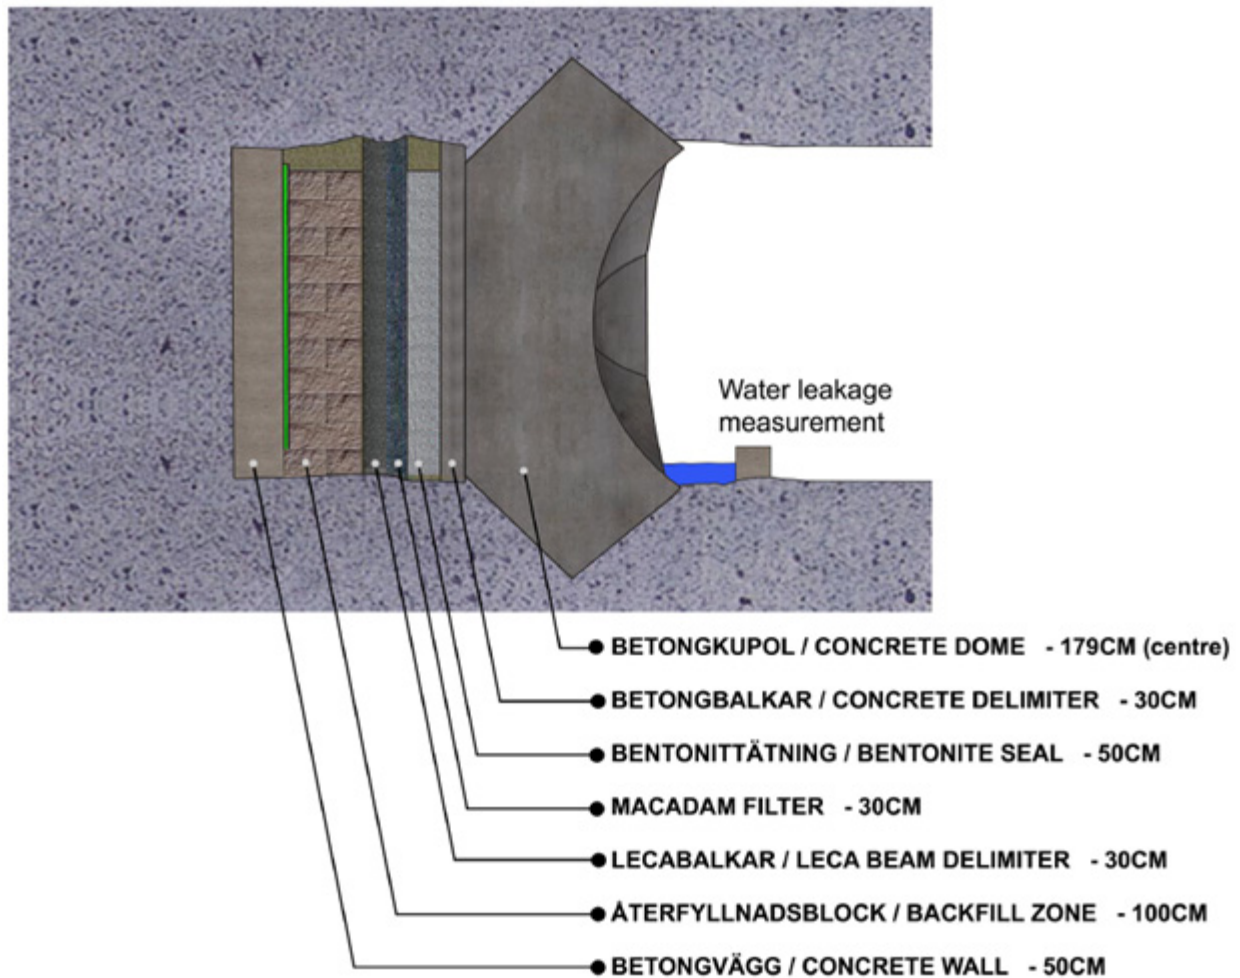 Water leakage
measurement
BETONGKUPOL / CONCRETE DOME - 179CM (centre)
BETONGBALKAR / CONCRETE DELIMITER - 30CM
BENTONITTÄTNING / BENTONITE SEAL - 50CM
MACADAM FILTER - 30CM
LECABALKAR / LECA BEAM DELIMITER - 30CM
ÅTERFYLLNADSBLOCK / BACKFILL ZONE - 100CM
BETONGVÄGG / CONCRETE WALL - 50CM